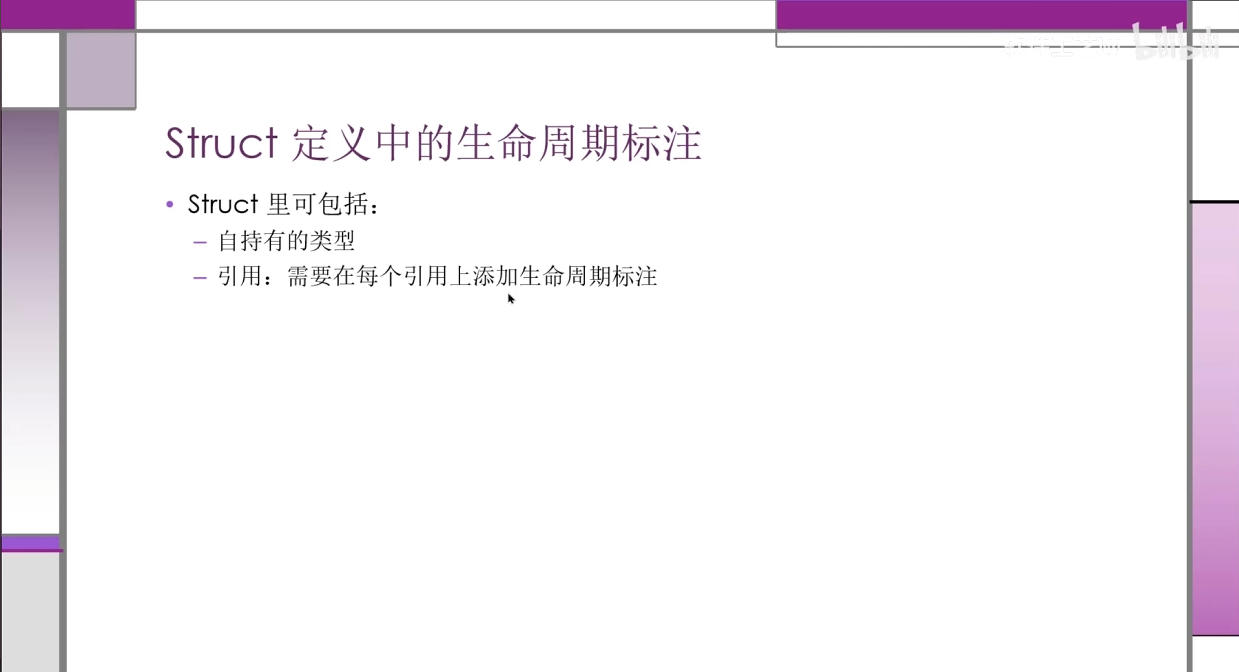 bilibili
Struct 定义中的生命周期标注
• Struct 里可包括：
– 自持有的类型
– 引用：需要在每个引用上添加生命周期标注